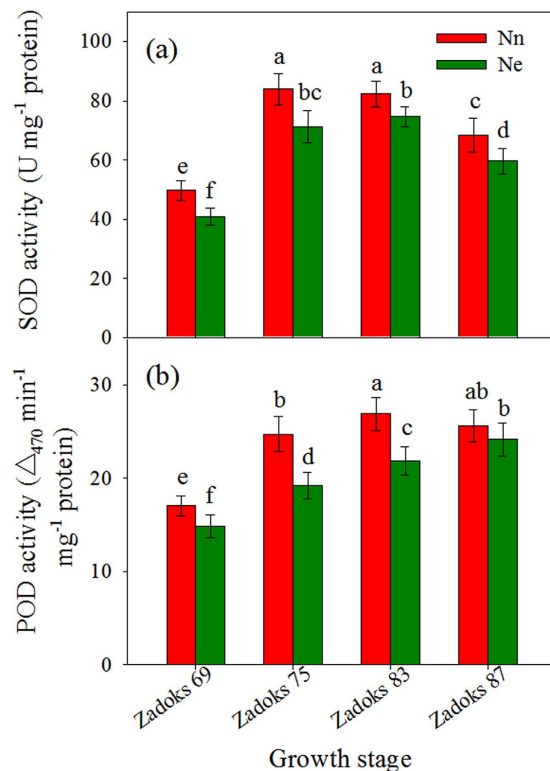 (a)
Nn
Ne
SOD activity (U mg⁻¹ protein)
100
80
60
40
20
0
e
f
a
bc
a
b
c
d
(b)
POD activity (△₄₇₀ min⁻¹
mg⁻¹ protein)
30
20
10
0
e
f
b
d
a
c
ab
b
Zadoks 69
Zadoks 75
Zadoks 83
Zadoks 87
Growth stage